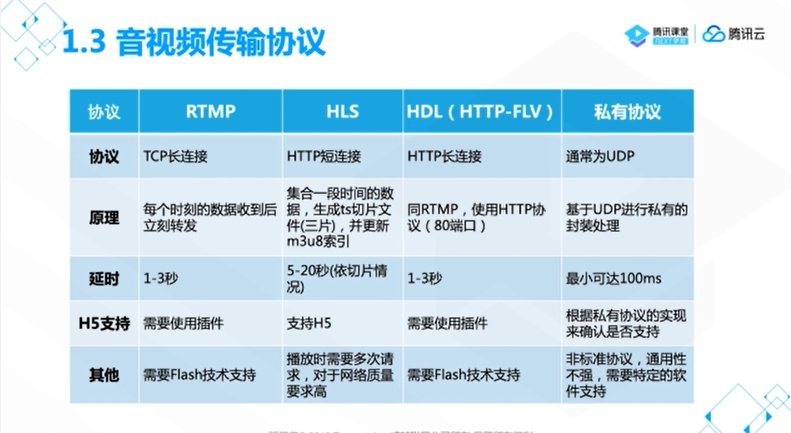 1.3 音视频传输协议
腾讯课堂
腾讯云
协议 RTMP HLS HDL（HTTP-FLV） 私有协议
协议 TCP长连接 HTTP短连接 HTTP长连接 通常为UDP
原理
每个时刻的数据收到后
立刻转发
集合一段时间的数
据，生成ts切片文
件(三片)，并更新
m3u8索引
同RTMP，使用HTTP协
议（80端口）
基于UDP进行私有的
封装处理
延时 1-3秒
5-20秒(依切片情
况)
1-3秒 最小可达100ms
H5支持 需要使用插件 支持H5 需要使用插件
根据私有协议的实现
来确认是否支持
其他 需要Flash技术支持
播放时需要多次请
求，对于网络质量
要求高
需要Flash技术支持
非标准协议，通用性
不强，需要特定的软
件支持